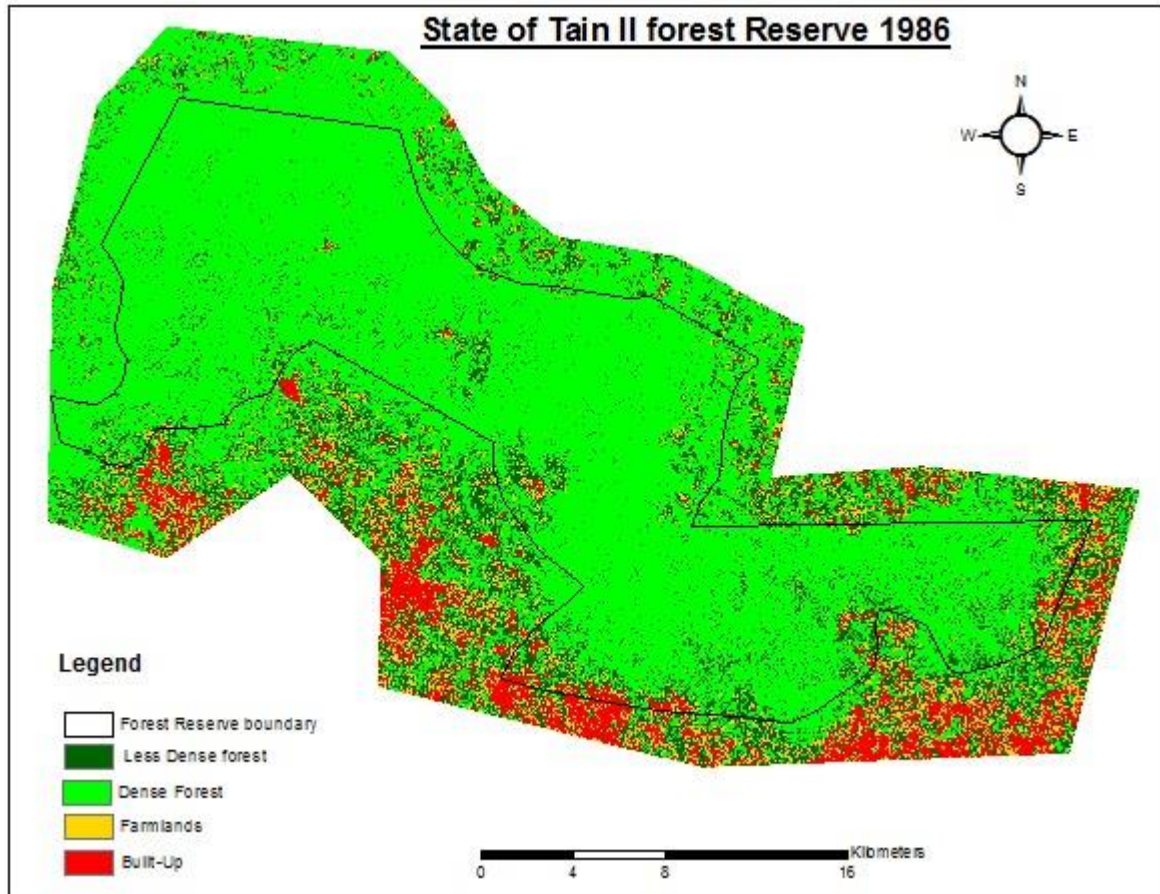 State of Tain II forest Reserve 1986
N
W E
S
Legend
Forest Reserve boundary
Less Dense forest
Dense Forest
Farmlands
Built-Up
Kilometers
0 4 8 16